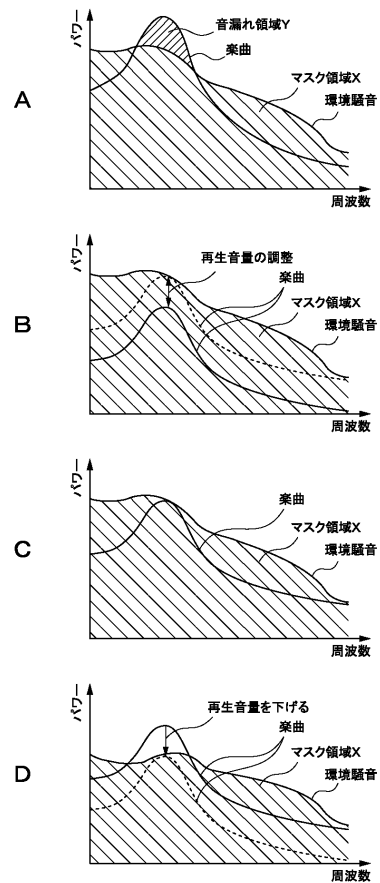 A
パワー
音漏れ領域Y
楽曲
マスク領域X
環境騒音
周波数
B
パワー
再生音量の調整
楽曲
マスク領域X
環境騒音
周波数
C
パワー
楽曲
マスク領域X
環境騒音
周波数
D
パワー
再生音量を下げる
楽曲
マスク領域X
環境騒音
周波数